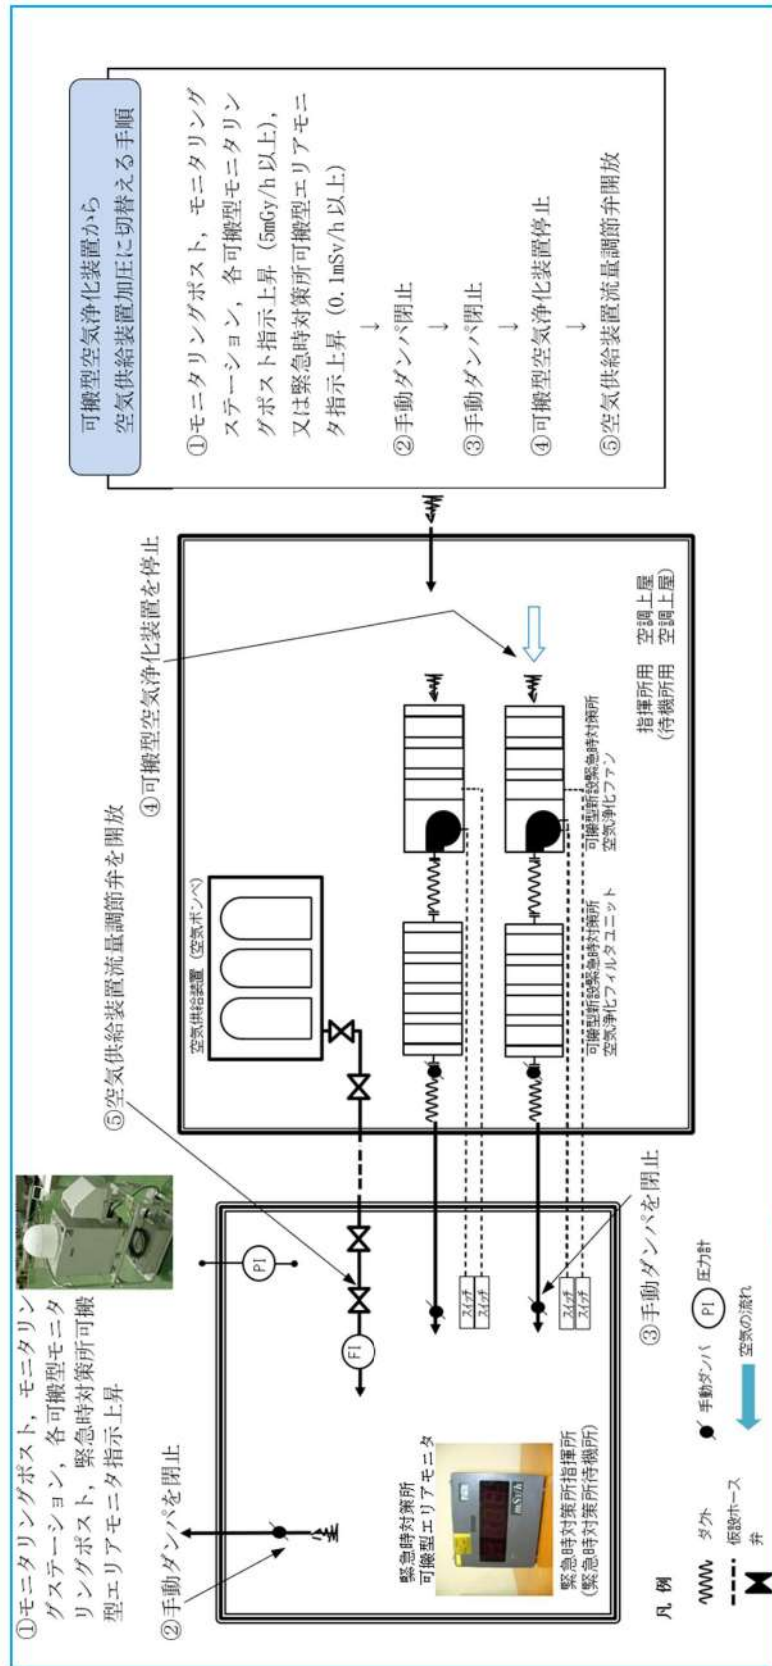 可搬型空気浄化装置から
空気供給装置加圧に切替える手順
①モニタリングポスト，モニタリング
ステーション，各可搬型モニタリン
グポスト指示上昇（5mGy/h 以上），
又は緊急時対策所可搬型エリアモニ
タ指示上昇（0.1mSv/h 以上）
↓
②手動ダンパ閉止
↓
③手動ダンパ閉止
↓
④可搬型空気浄化装置停止
↓
⑤空気供給装置流量調節弁開放
①モニタリングポスト，モニタリン
グステーション，各可搬型モニタ
リングポスト，緊急時対策所可搬
型エリアモニタ指示上昇
②手動ダンパを閉止
⑤空気供給装置流量調節弁を開放
④可搬型空気浄化装置を停止
空気供給装置（空気ボンベ）
PI
FI
スイッチ
スイッチ
スイッチ
スイッチ
緊急時対策所
可搬型エリアモニタ
mSv/h
緊急時対策所指揮所
(緊急時対策所待機所)
③手動ダンパを閉止
可搬型新設緊急時対策所
空気浄化フィルタユニット
可搬型新設緊急時対策所
空気浄化ファン
指揮所用　空調上屋
(待機所用　空調上屋)
凡 例
ダクト
手動ダンパ
PI
圧力計
仮設ホース
空気の流れ
弁